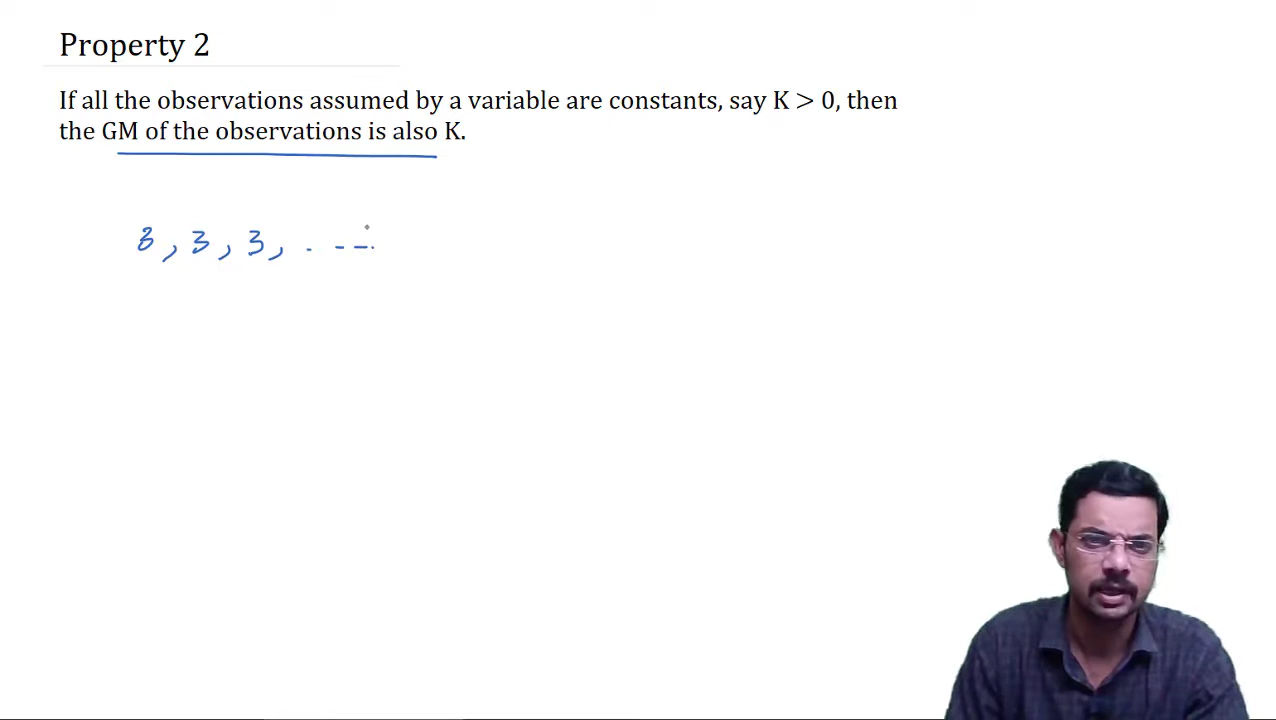 Property 2
If all the observations assumed by a variable are constants, say K > 0, then
the GM of the observations is also K.
3 , 3 , 3 , . - - .